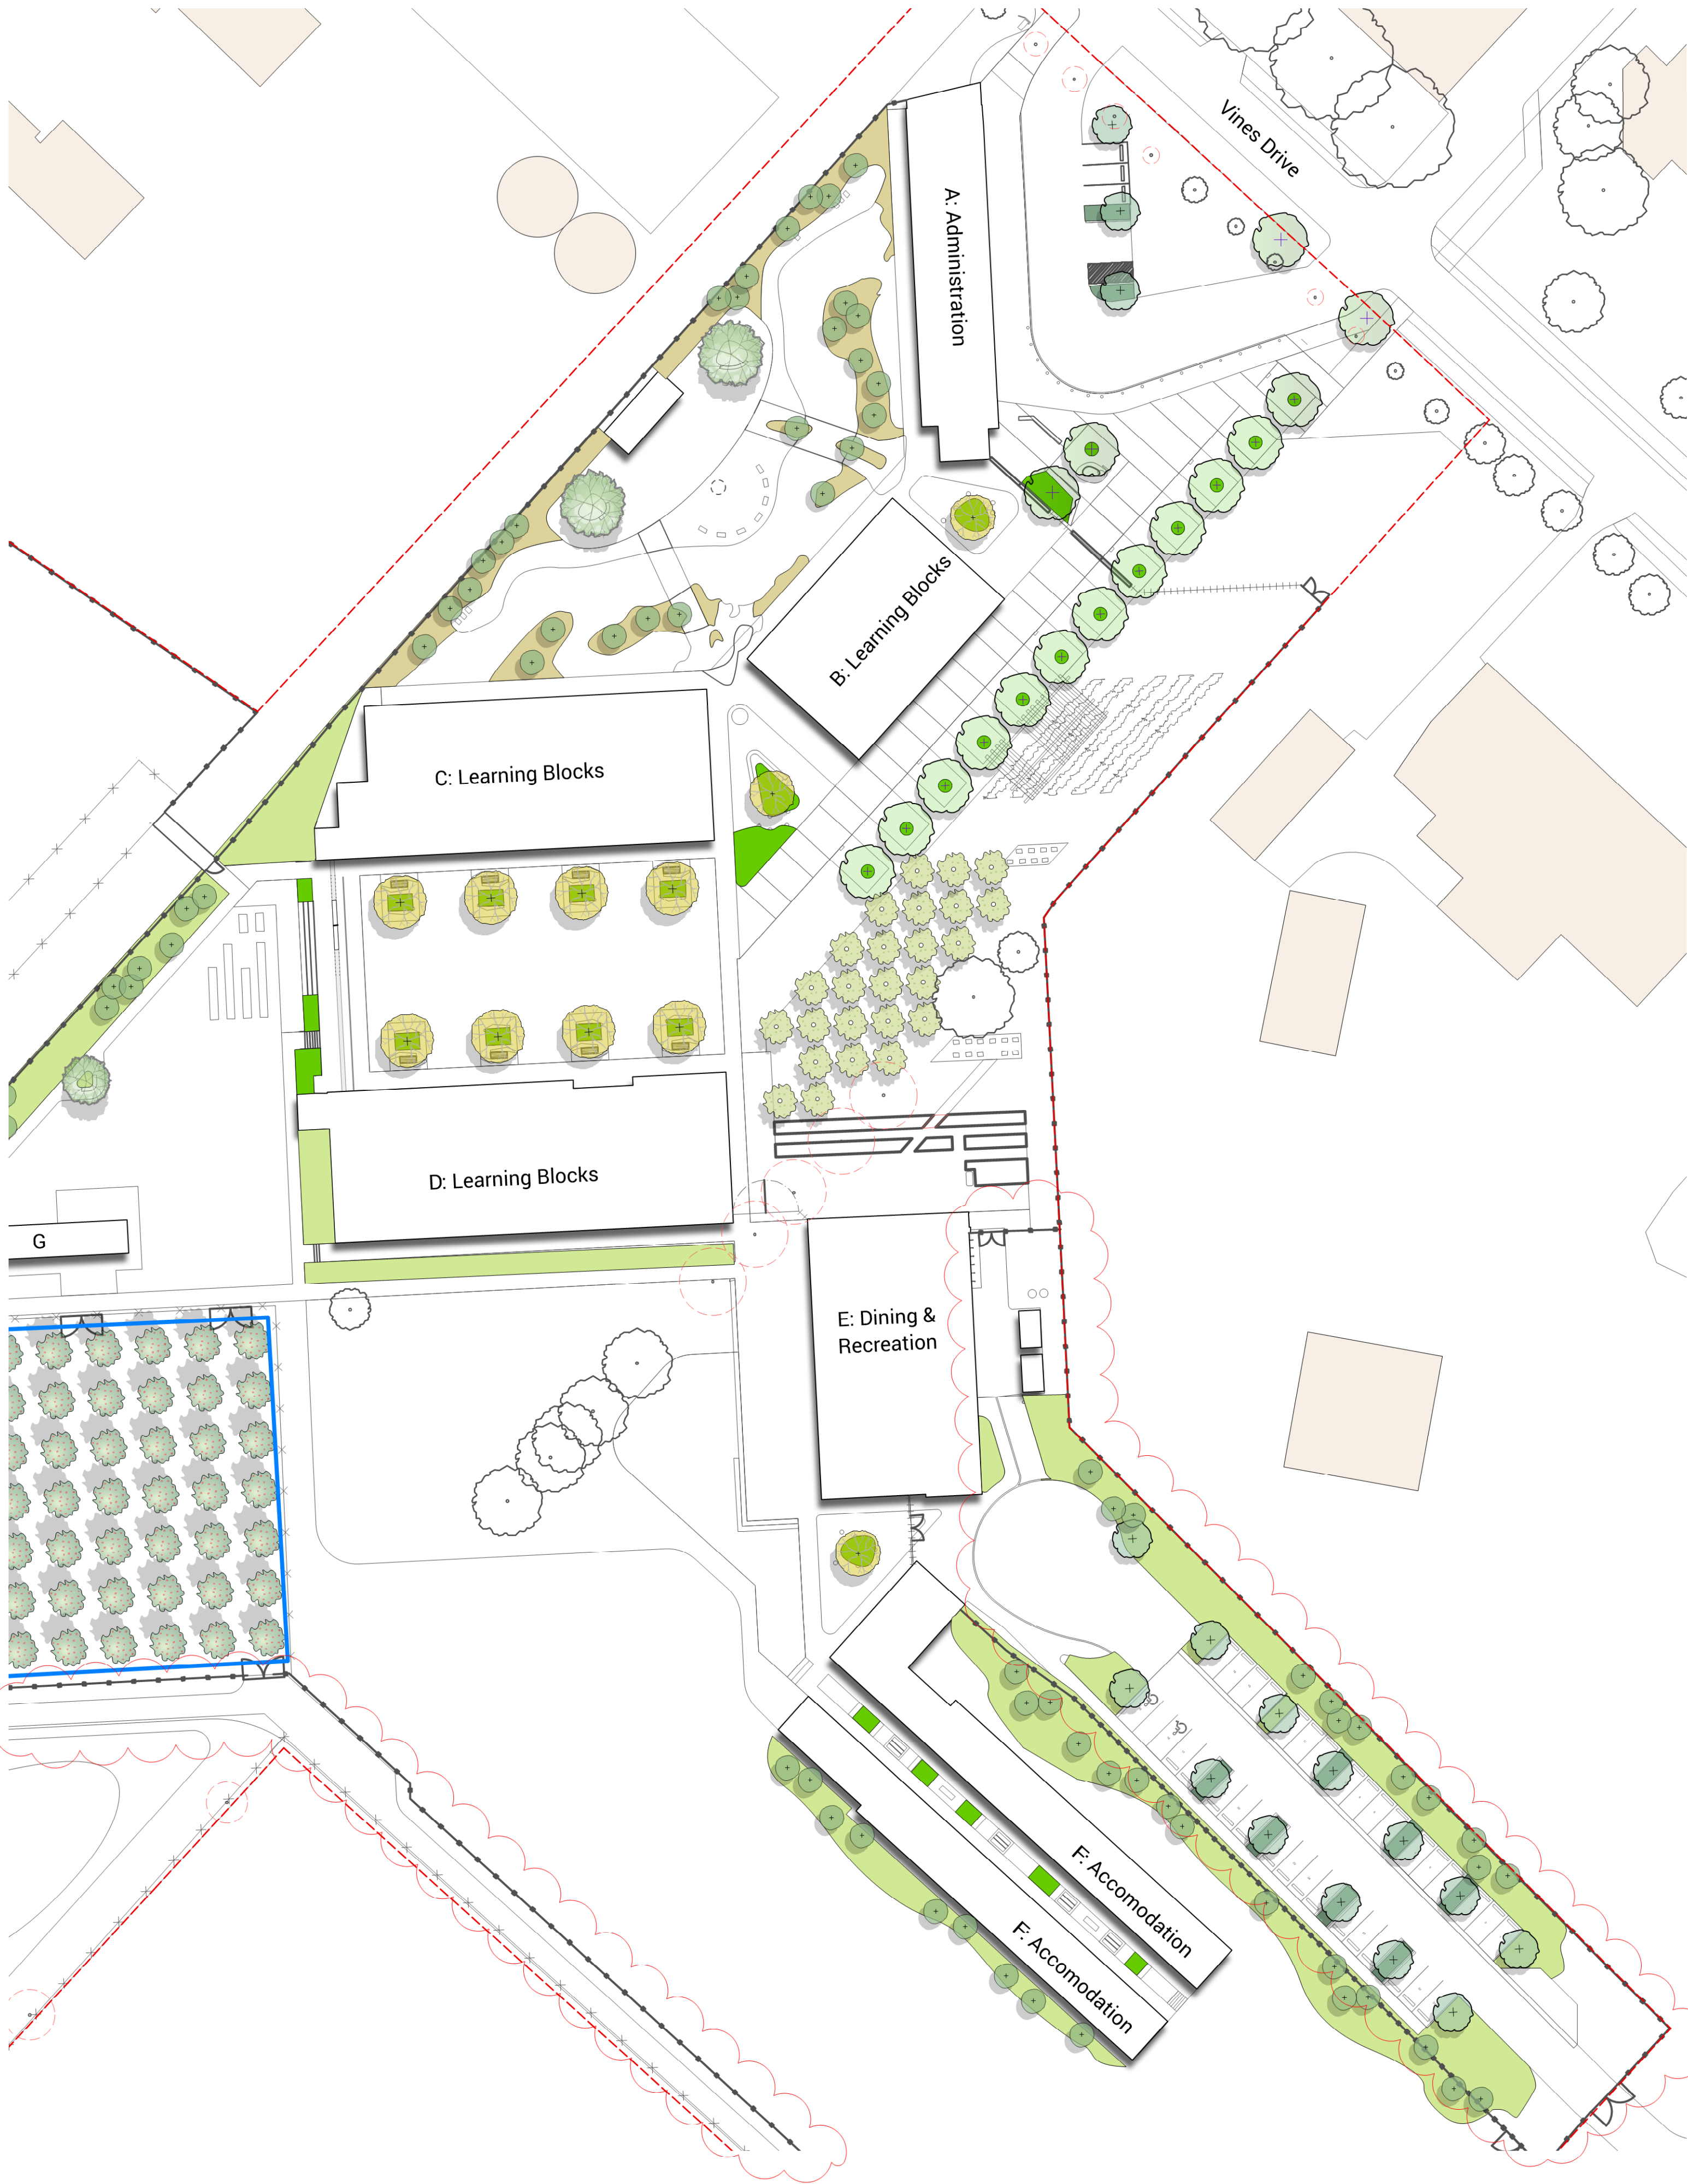 Vines Drive
A: Administration
B: Learning Blocks
C: Learning Blocks
D: Learning Blocks
G
E: Dining &
Recreation
F: Accomodation
F: Accomodation